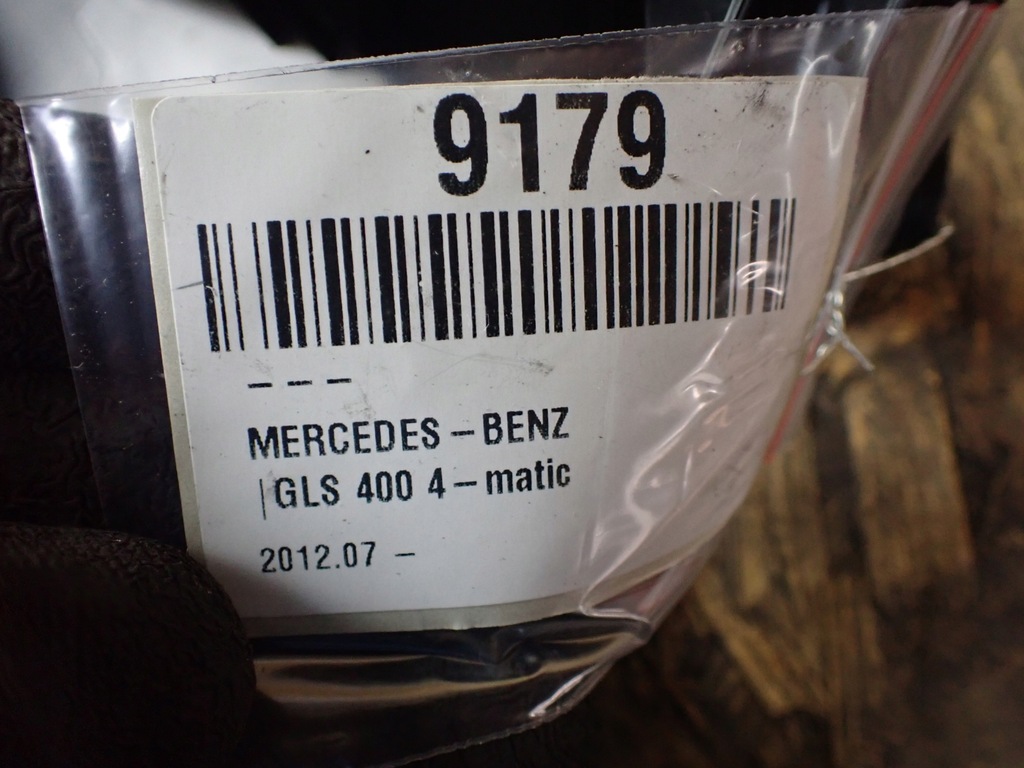 9179
– – –
MERCEDES – BENZ
|GLS 400 4 – matic
2012.07 –